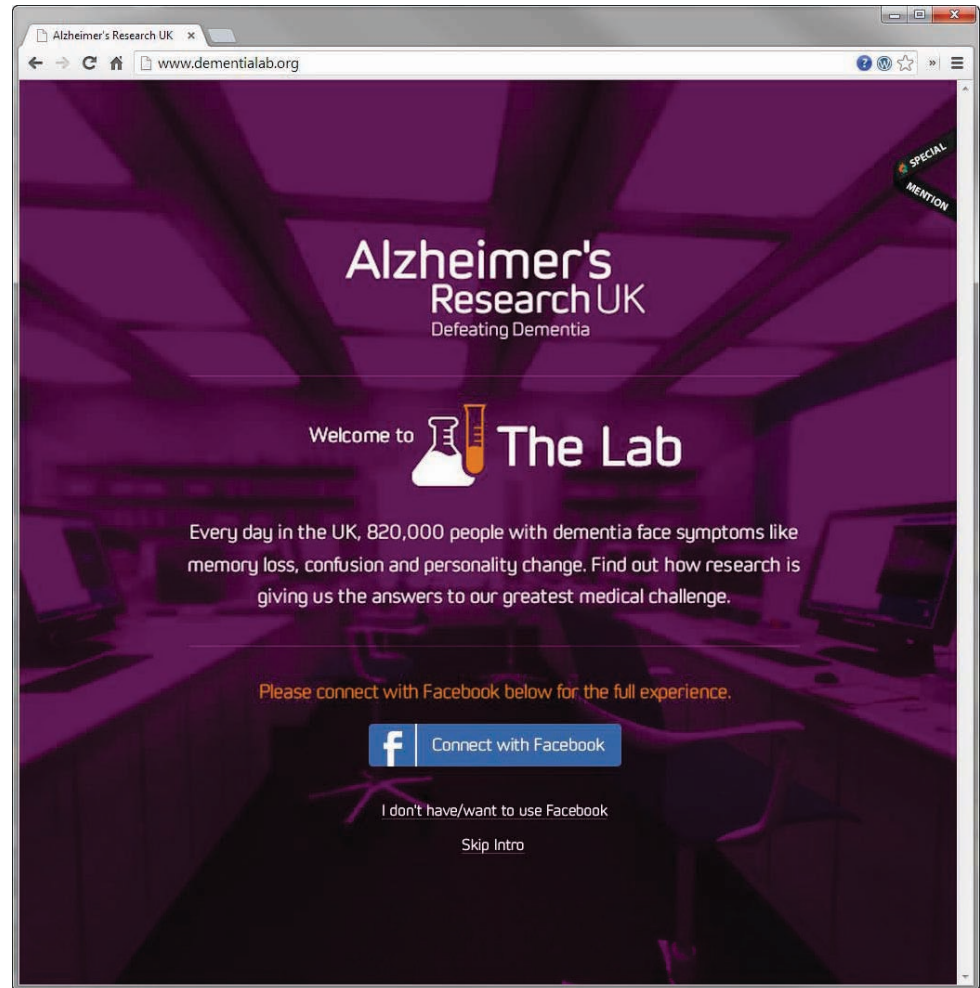 Alzheimer's Research UK
www.dementialab.org
SPECIAL
MENTION
Alzheimer's
Research UK
Defeating Dementia
Welcome to The Lab
Every day in the UK, 820,000 people with dementia face symptoms like
memory loss, confusion and personality change. Find out how research is
giving us the answers to our greatest medical challenge.
Please connect with Facebook below for the full experience.
f Connect with Facebook
I don't have/want to use Facebook
Skip Intro